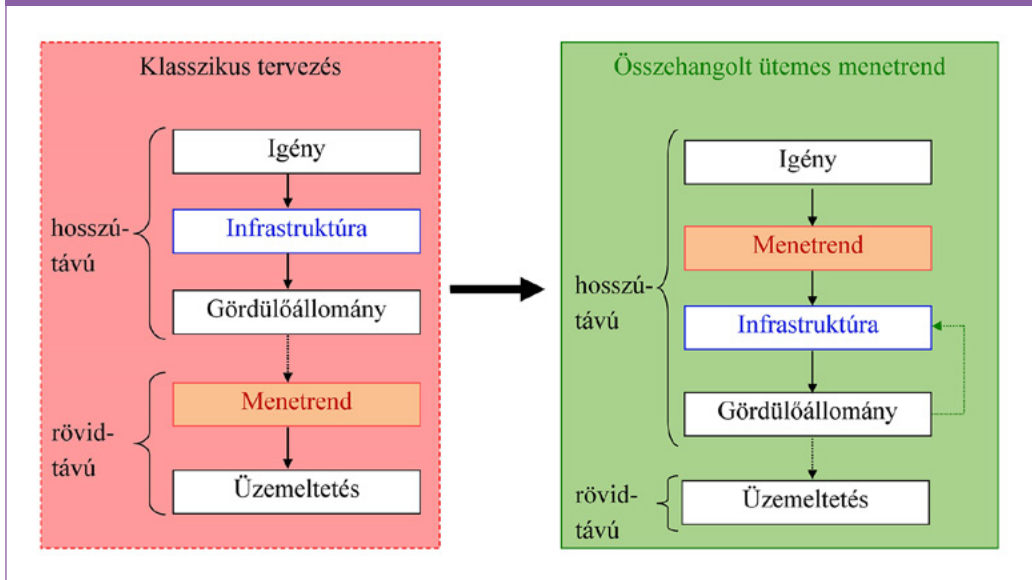 Klasszikus tervezés
hosszú-
távú
Igény
Infrastruktúra
Gördülőállomány
rövid-
távú
Menetrend
Üzemeltetés
Összehangolt ütemes menetrend
hosszú-
távú
Igény
Menetrend
Infrastruktúra
Gördülőállomány
rövid-
távú
Üzemeltetés